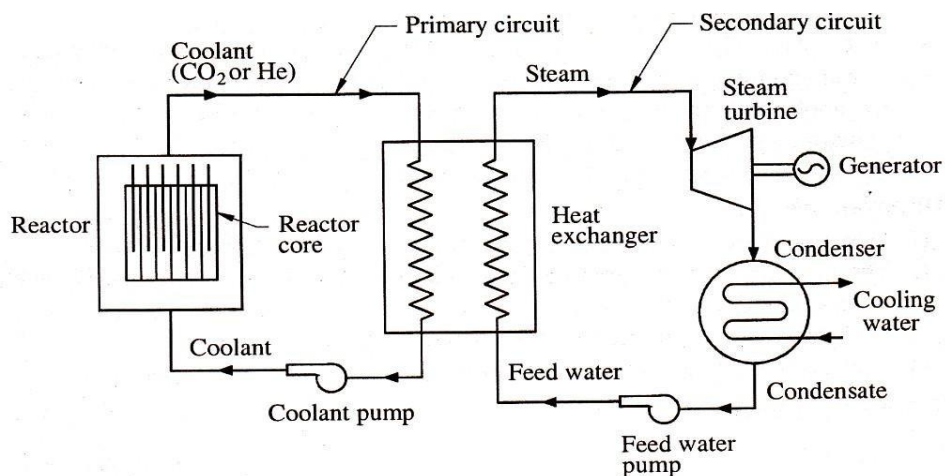 Primary circuit
Secondary circuit
Coolant
(CO₂ or He)
Steam
Steam
turbine
Generator
Reactor
Reactor
core
Heat
exchanger
Condenser
Cooling
water
Coolant
Coolant pump
Feed water
Condensate
Feed water
pump